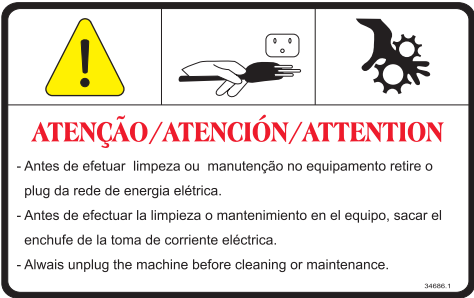 ATENÇÃO/ATENCIÓN/ATTENTION
- Antes de efetuar limpeza ou manutenção no equipamento retire o
plug da rede de energia elétrica.
- Antes de efectuar la limpieza o mantenimiento en el equipo, sacar el
enchufe de la toma de corriente eléctrica.
- Alwais unplug the machine before cleaning or maintenance.
34686.1